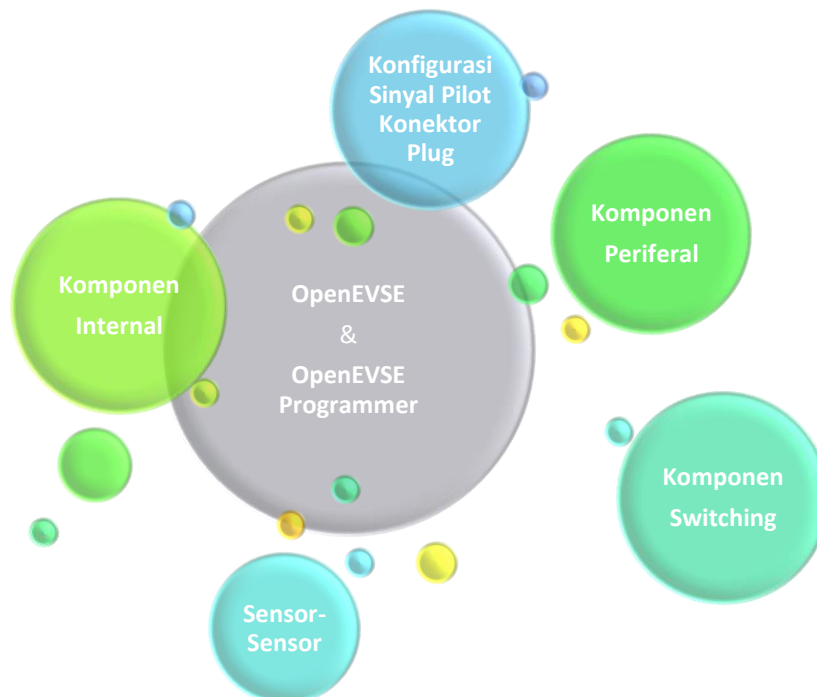 Konfigurasi
Sinyal Pilot
Konektor
Plug
Komponen
Periferal
Komponen
Internal
OpenEVSE
&
OpenEVSE
Programmer
Komponen
Switching
Sensor-
Sensor